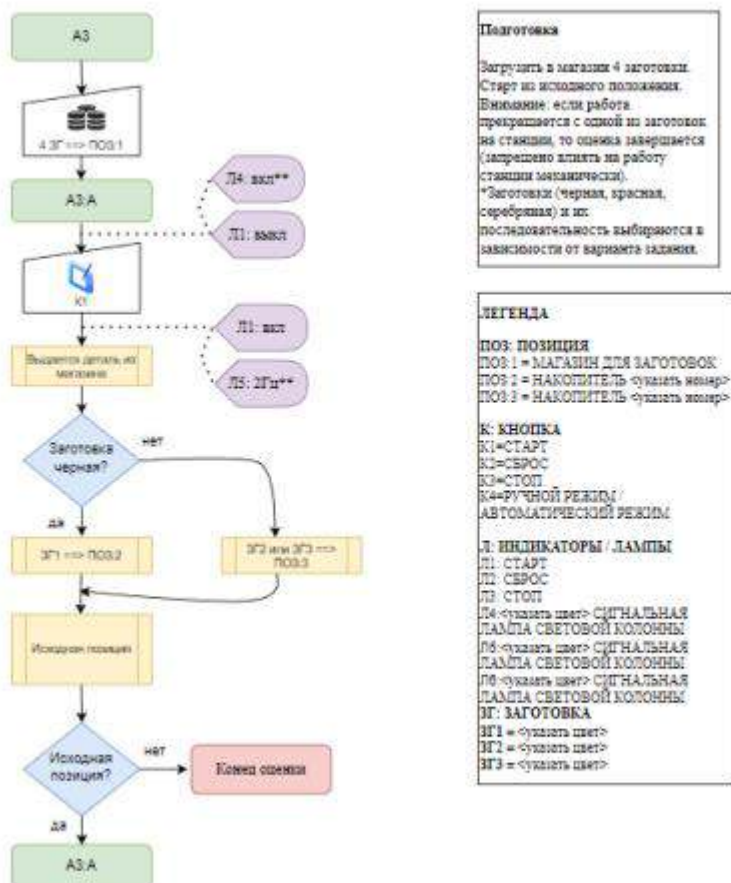 А3
4 ЗГ ==> ПОЗ:1
Л4: вкл**
А3:А
Л1: выкл
К1
Л1: вкл
Выдается деталь из
магазина
Л5: 2Гц**
Заготовка
черная?
нет
да
ЗГ1 ==> ПОЗ:2
ЗГ2 или ЗГ3 ==>
ПОЗ:3
Исходная позиция
Исходная
позиция?
нет
Конец оценки
да
А3:А
Подготовка
Загрузить в магазин 4 заготовки.
Старт из исходного положения.
Внимание: если работа
прекращается с одной из заготовок
на станции, то оценка завершается
(запрещено влиять на работу
станции механически).
*Заготовки (черная, красная,
серебряная) и их
последовательность выбираются в
зависимости от варианта задания.
ЛЕГЕНДА
ПОЗ: ПОЗИЦИЯ
ПОЗ:1 = МАГАЗИН ДЛЯ ЗАГОТОВОК
ПОЗ:2 = НАКОПИТЕЛЬ <указать номер>
ПОЗ:3 = НАКОПИТЕЛЬ <указать номер>
К: КНОПКА
К1=СТАРТ
К2=СБРОС
К3=СТОП
К4=РУЧНОЙ РЕЖИМ /
АВТОМАТИЧЕСКИЙ РЕЖИМ
Л: ИНДИКАТОРЫ / ЛАМПЫ
Л1: СТАРТ
Л2: СБРОС
Л3: СТОП
Л4:<указать цвет> СИГНАЛЬНАЯ
ЛАМПА СВЕТОВОЙ КОЛОННЫ
Л5:<указать цвет> СИГНАЛЬНАЯ
ЛАМПА СВЕТОВОЙ КОЛОННЫ
Л6:<указать цвет> СИГНАЛЬНАЯ
ЛАМПА СВЕТОВОЙ КОЛОННЫ
ЗГ: ЗАГОТОВКА
ЗГ1 = <указать цвет>
ЗГ2 = <указать цвет>
ЗГ3 = <указать цвет>